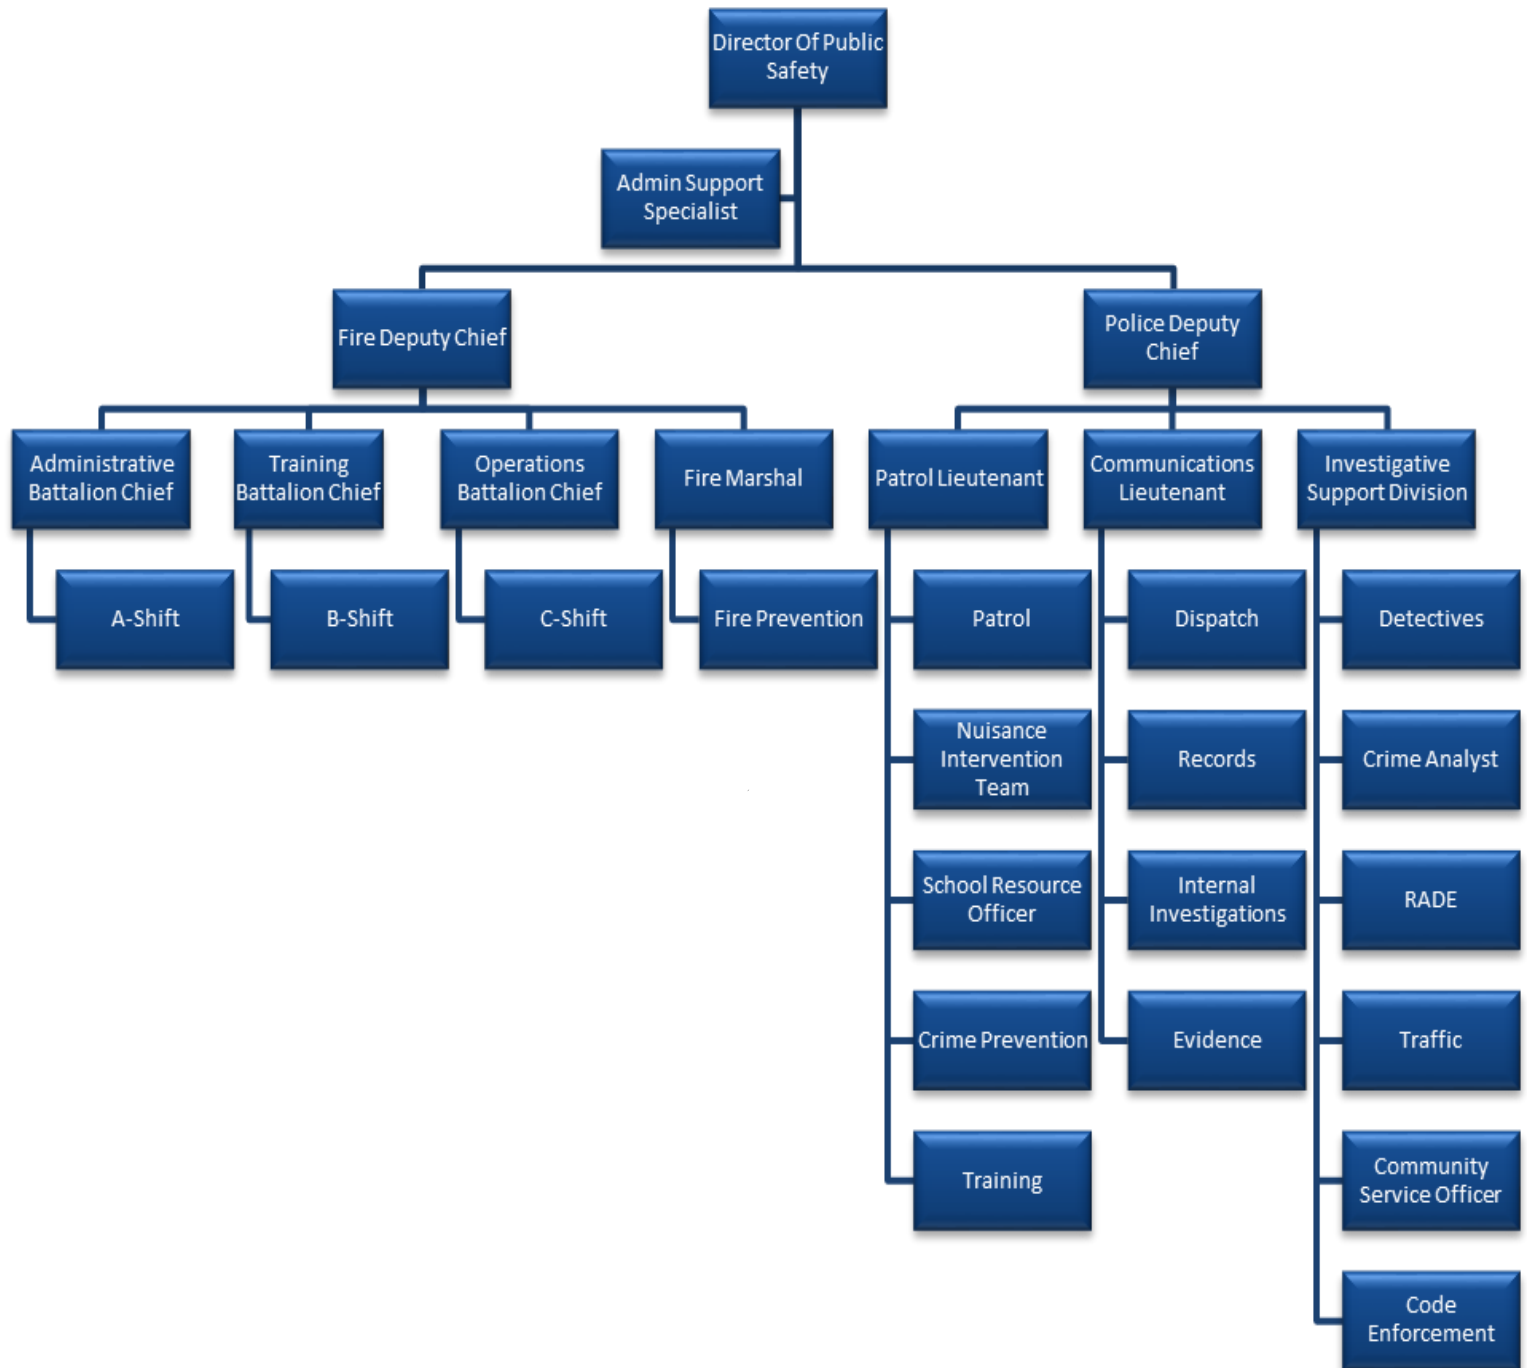 Director Of Public
Safety
Admin Support
Specialist
Fire Deputy Chief
Police Deputy
Chief
Administrative
Battalion Chief
Training
Battalion Chief
Operations
Battalion Chief
Fire Marshal
Patrol Lieutenant
Communications
Lieutenant
Investigative
Support Division
A-Shift
B-Shift
C-Shift
Fire Prevention
Patrol
Dispatch
Detectives
Nuisance
Intervention
Team
Records
Crime Analyst
School Resource
Officer
Internal
Investigations
RADE
Crime Prevention
Evidence
Traffic
Training
Community
Service Officer
Code
Enforcement